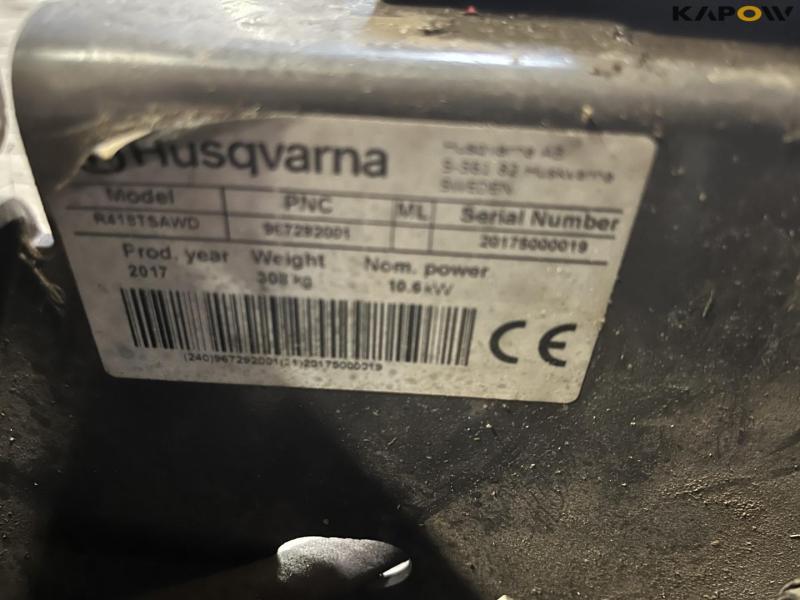 KAPOW
Husqvarna
Husqvarna AB
S-561 82 Huskvarna
SWEDEN
Model PNC ML Serial Number
R418TSAWD 967292001 20175000019
Prod. year Weight Nom. power
2017 308 kg 10.6 kW
(240)967292001(21)20175000019
CE